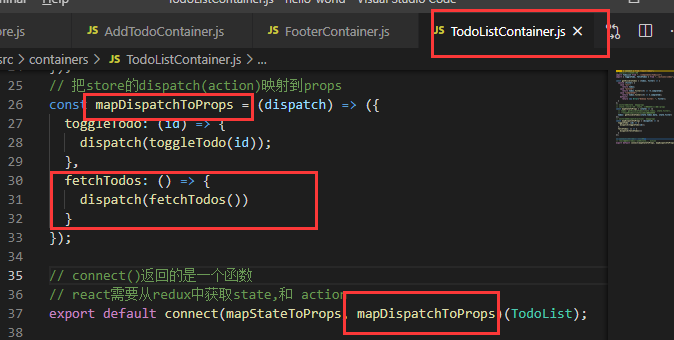 TodoListContainer.js - hello-world - Visual Studio Code
ore.js
JS AddTodoContainer.js
JS FooterContainer.js
JS TodoListContainer.js
src > containers > JS TodoListContainer.js > ...
24 });
25 // 把store的dispatch(action)映射到props
26 const mapDispatchToProps = (dispatch) => ({
27 toggleTodo: (id) => {
28 dispatch(toggleTodo(id));
29 },
30 fetchTodos: () => {
31 dispatch(fetchTodos())
32 }
33 });
34
35 // connect()返回的是一个函数
36 // react需要从redux中获取state,和 action
37 export default connect(mapStateToProps, mapDispatchToProps)(TodoList);
38